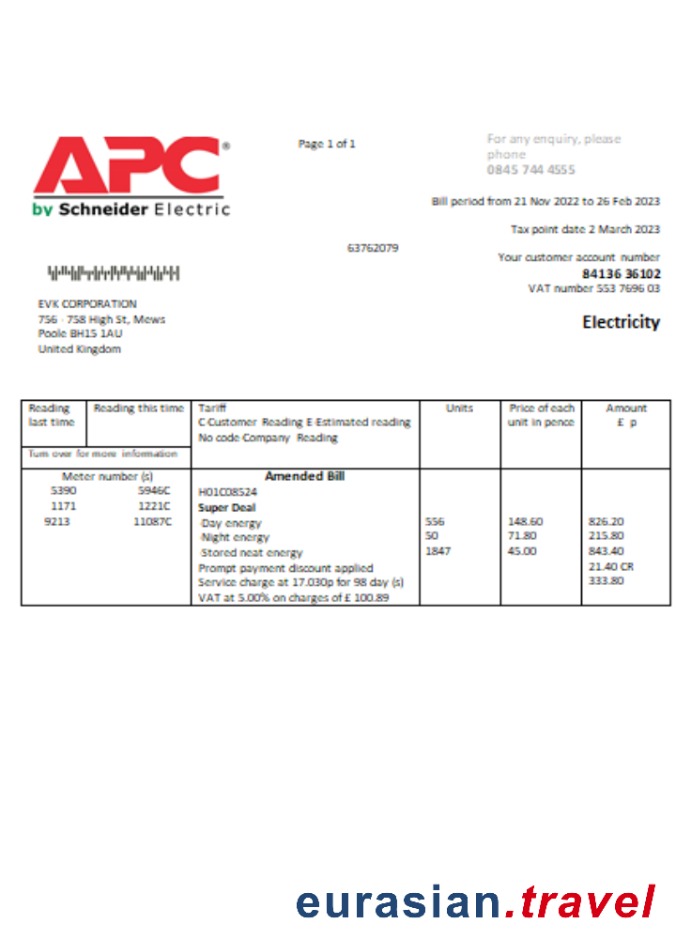 APC®
by Schneider Electric
Page 1 of 1
For any enquiry, please
phone
0845 744 4555
Bill period from 21 Nov 2022 to 26 Feb 2023
Tax point date 2 March 2023
63762079
Your customer account number
84136 36102
VAT number 553 7696 03
Electricity
EVK CORPORATION
756 - 758 High St, Mews
Poole BH15 1AU
United Kingdom
Reading last time Reading this time Tariff Units Price of each unit in pence Amount £ p
C-Customer Reading E-Estimated reading
No code Company Reading
Turn over for more information
Meter number (s) Amended Bill
5390 5946C H01C08524
1171 1221C Super Deal
9213 11087C -Day energy 556 148.60 826.20
-Night energy 50 71.80 215.80
-Stored neat energy 1847 45.00 843.40
Prompt payment discount applied 21.40 CR
Service charge at 17.030p for 98 day (s) 333.80
VAT at 5.00% on charges of £ 100.89
eurasian.travel